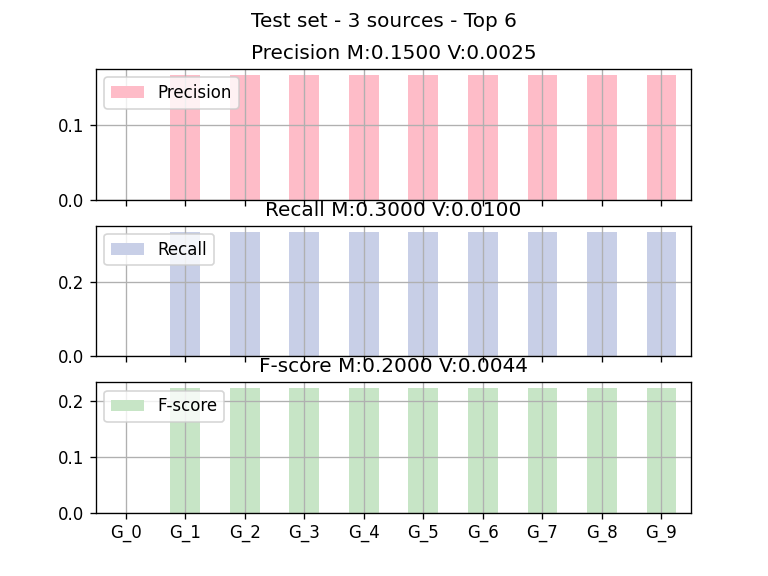 Test set - 3 sources - Top 6
Precision M:0.1500 V:0.0025
Precision
0.1
0.0
Recall M:0.3000 V:0.0100
Recall
0.2
0.0
F-score M:0.2000 V:0.0044
F-score
0.2
0.1
0.0
G_0 G_1 G_2 G_3 G_4 G_5 G_6 G_7 G_8 G_9